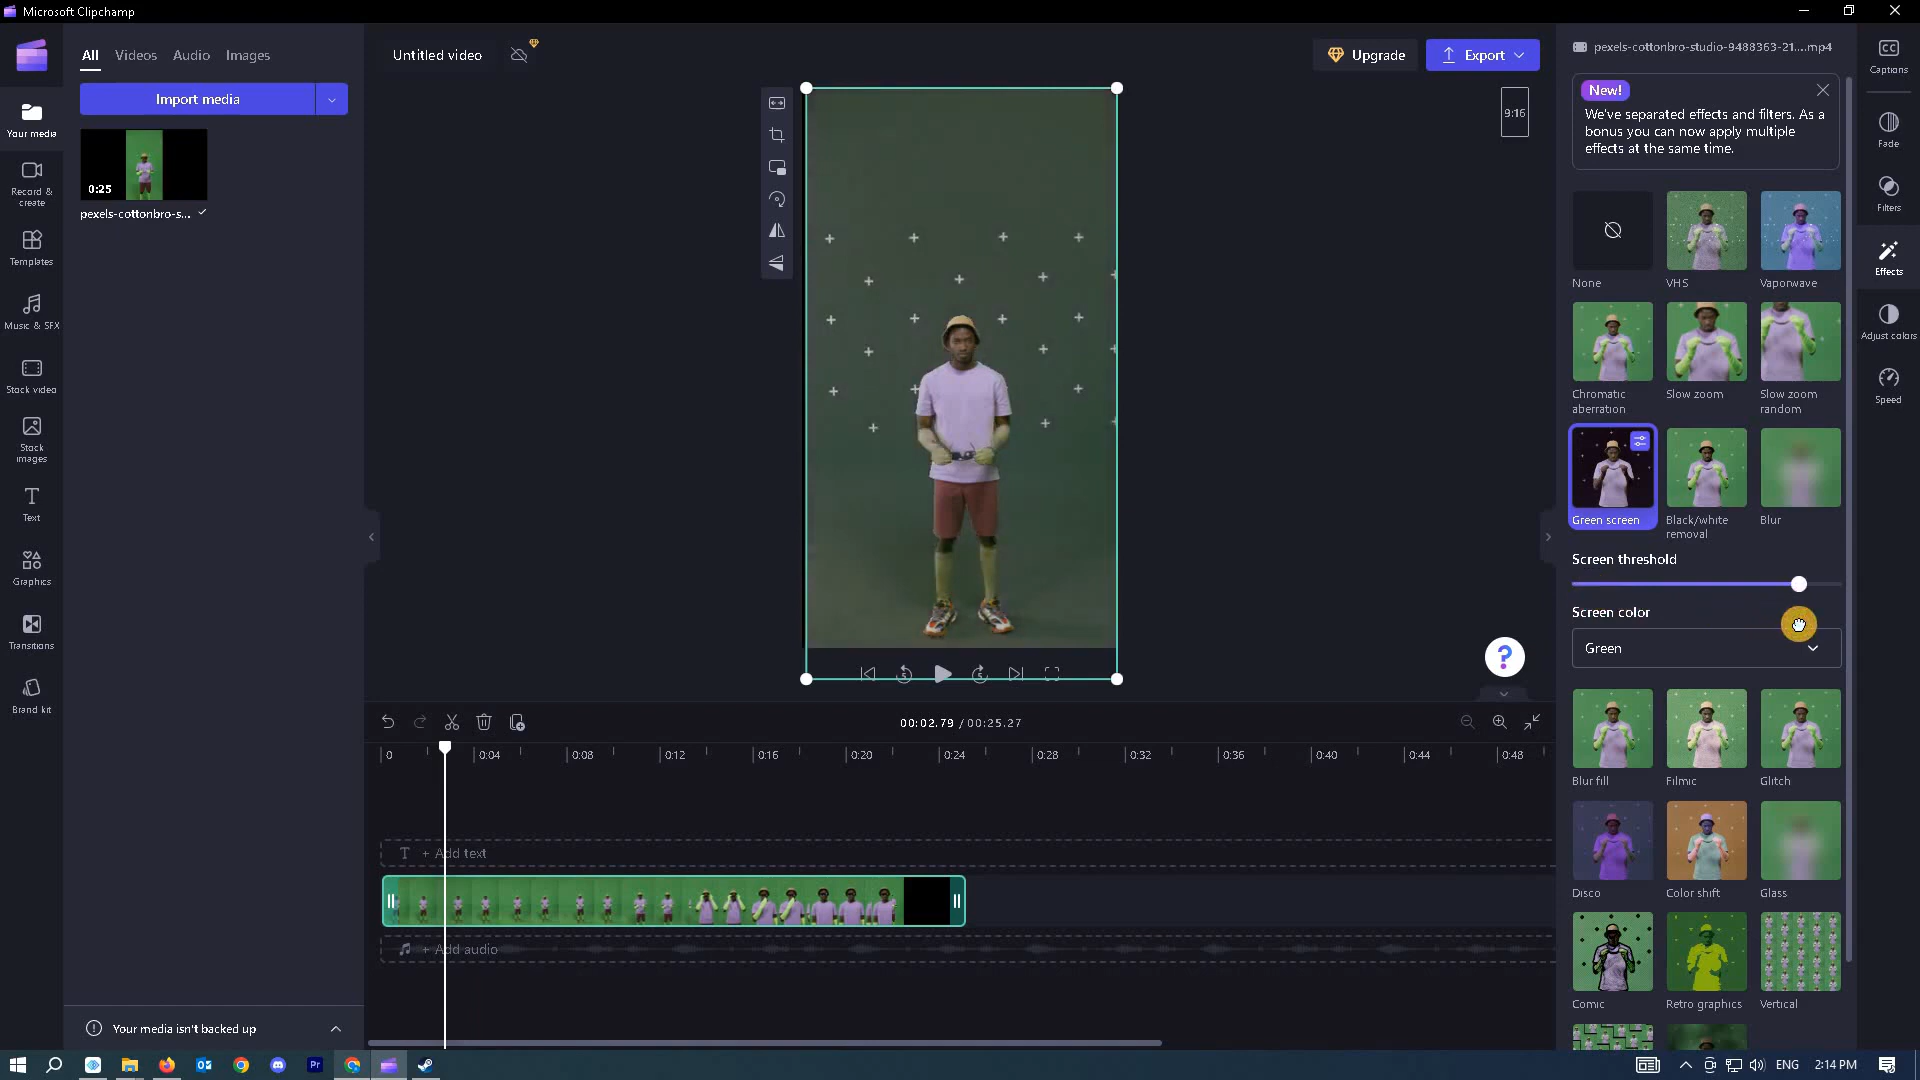 Microsoft Clipchamp
All Videos Audio Images
Import media
0:25
pexels-cottonbro-s...
Your media
Record &
create
Templates
Music & SFX
Stock video
Stock
images
Text
Graphics
Transitions
Brand kit
Your media isn't backed up
Untitled video
Upgrade
Export
9:16
?
00:02.79 / 00:25.27
0 0:04 0:08 0:12 0:16 0:20 0:24 0:28 0:32 0:36 0:40 0:44 0:48
T + Add text
+ Add audio
pexels-cottonbro-studio-9488363-21....mp4
New!
We've separated effects and filters. As a
bonus you can now apply multiple
effects at the same time.
None
VHS
Vaporwave
Chromatic
aberration
Slow zoom
Slow zoom
random
Green screen
Black/white
removal
Blur
Screen threshold
Screen color
Green
Blur fill
Filmic
Glitch
Disco
Color shift
Glass
Comic
Retro graphics
Vertical
CC
Captions
Fade
Filters
Effects
Adjust colors
Speed
Pr
ENG
2:14 PM